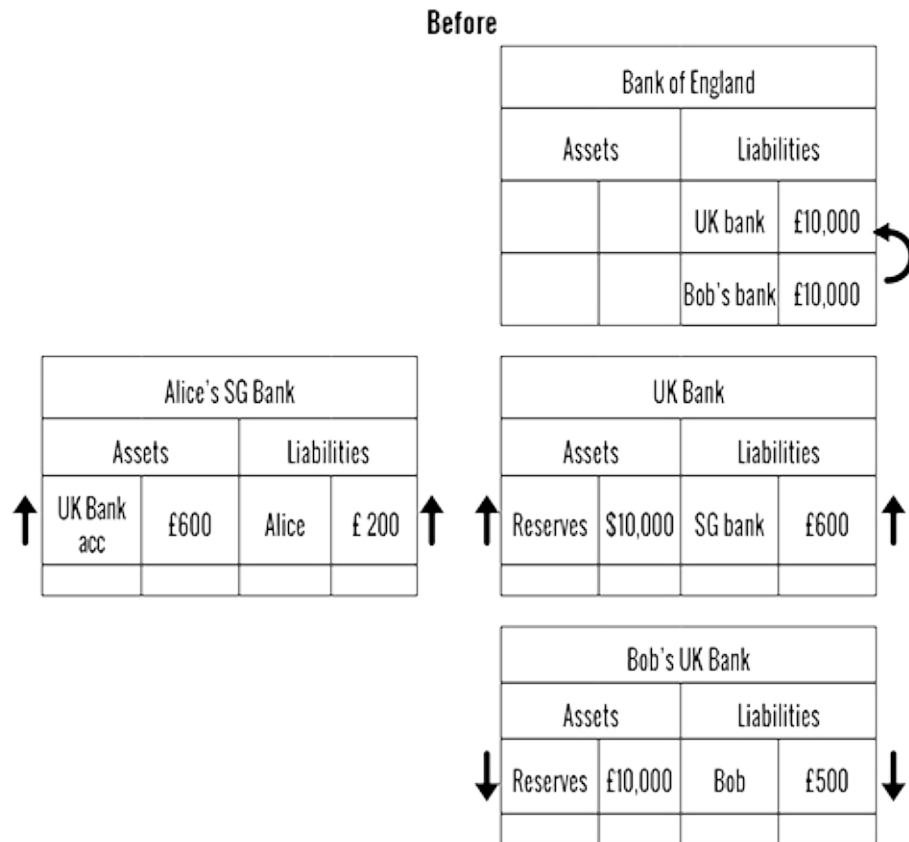 Before
Bank of England
Assets Liabilities
UK bank £10,000
Bob's bank £10,000
Alice's SG Bank
Assets Liabilities
UK Bank
acc £600 Alice £ 200
UK Bank
Assets Liabilities
Reserves $10,000 SG bank £600
Bob's UK Bank
Assets Liabilities
Reserves £10,000 Bob £500